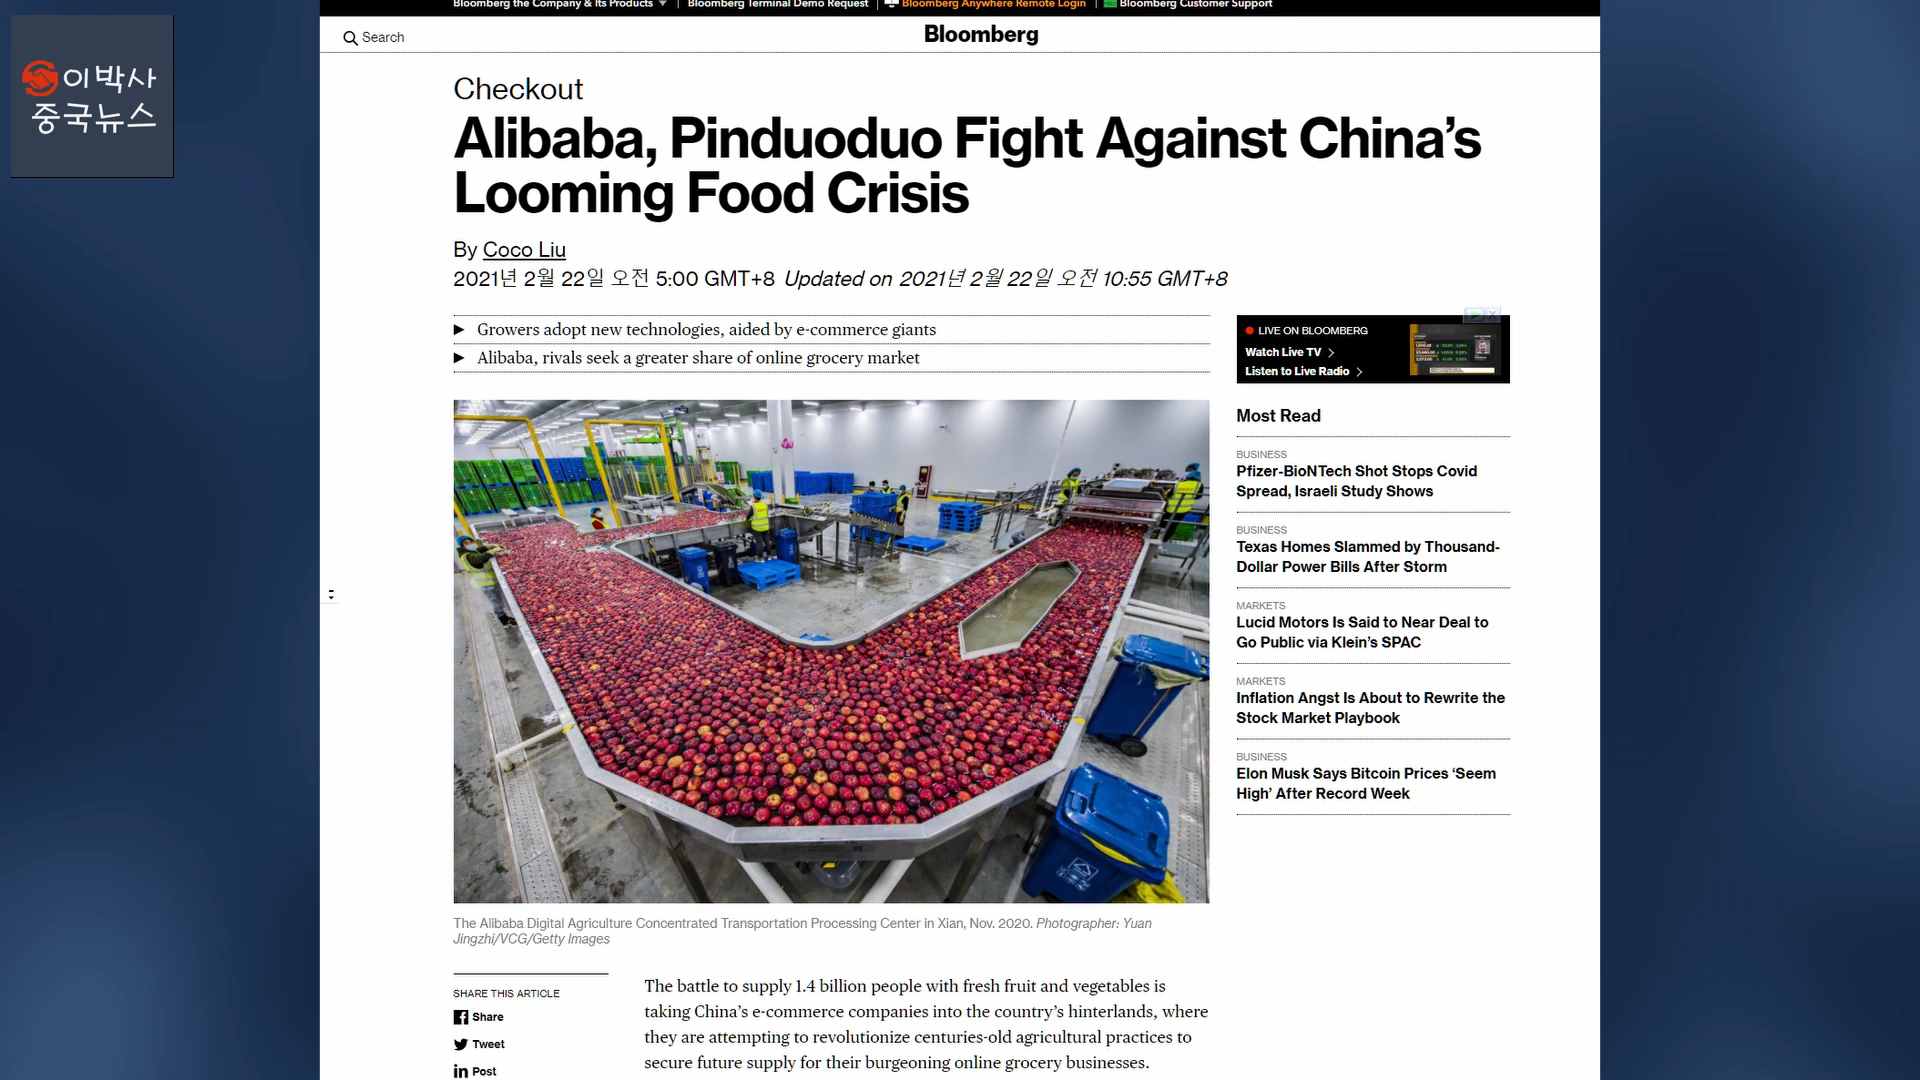 이박사
중국뉴스
Bloomberg the Company & Its Products
Bloomberg Terminal Demo Request
Bloomberg Anywhere Remote Login
Bloomberg Customer Support
Search
Bloomberg
Checkout
Alibaba, Pinduoduo Fight Against China’s
Looming Food Crisis
By Coco Liu
2021년 2월 22일 오전 5:00 GMT+8 Updated on 2021년 2월 22일 오전 10:55 GMT+8
Growers adopt new technologies, aided by e-commerce giants
Alibaba, rivals seek a greater share of online grocery market
The Alibaba Digital Agriculture Concentrated Transportation Processing Center in Xian, Nov. 2020. Photographer: Yuan
Jingzhi/VCG/Getty Images
SHARE THIS ARTICLE
Share
Tweet
Post
The battle to supply 1.4 billion people with fresh fruit and vegetables is
taking China’s e-commerce companies into the country’s hinterlands, where
they are attempting to revolutionize centuries-old agricultural practices to
secure future supply for their burgeoning online grocery businesses.
LIVE ON BLOOMBERG
Watch Live TV
Listen to Live Radio
Most Read
BUSINESS
Pfizer-BioNTech Shot Stops Covid
Spread, Israeli Study Shows
BUSINESS
Texas Homes Slammed by Thousand-
Dollar Power Bills After Storm
MARKETS
Lucid Motors Is Said to Near Deal to
Go Public via Klein’s SPAC
MARKETS
Inflation Angst Is About to Rewrite the
Stock Market Playbook
BUSINESS
Elon Musk Says Bitcoin Prices ‘Seem
High’ After Record Week